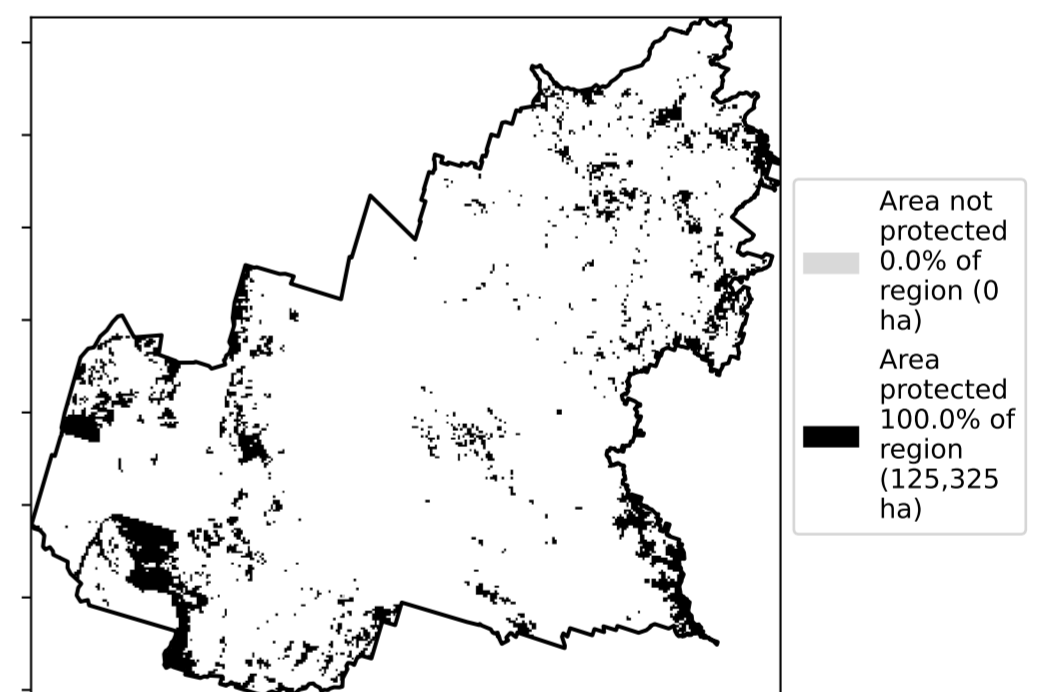 Area not
protected
0.0% of
region (0
ha)
Area
protected
100.0% of
region
(125,325
ha)